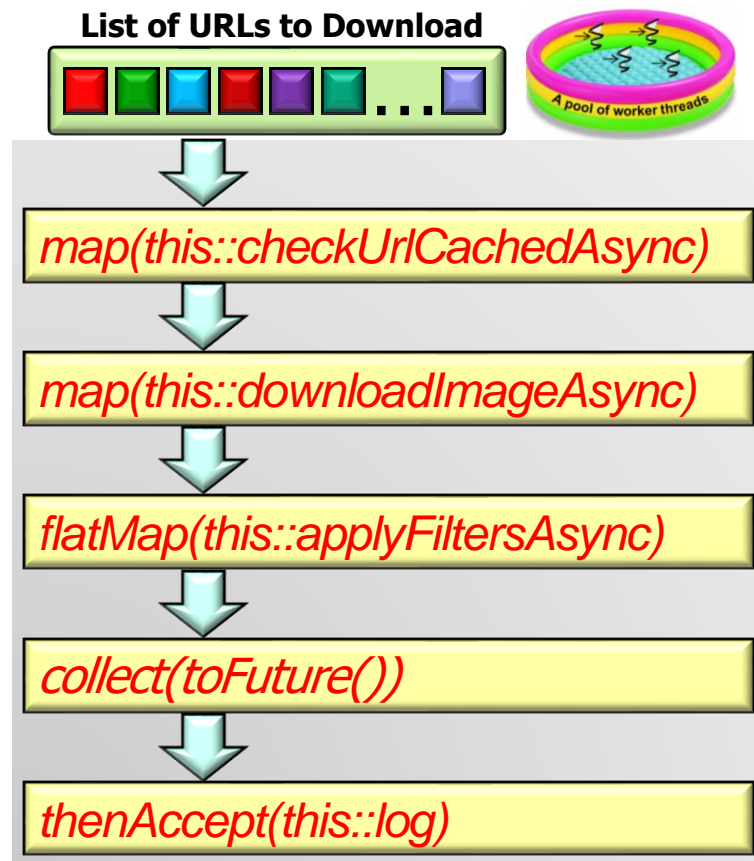 List of URLs to Download
...
A pool of worker threads
map(this::checkUrlCachedAsync)
map(this::downloadImageAsync)
flatMap(this::applyFiltersAsync)
collect(toFuture())
thenAccept(this::log)